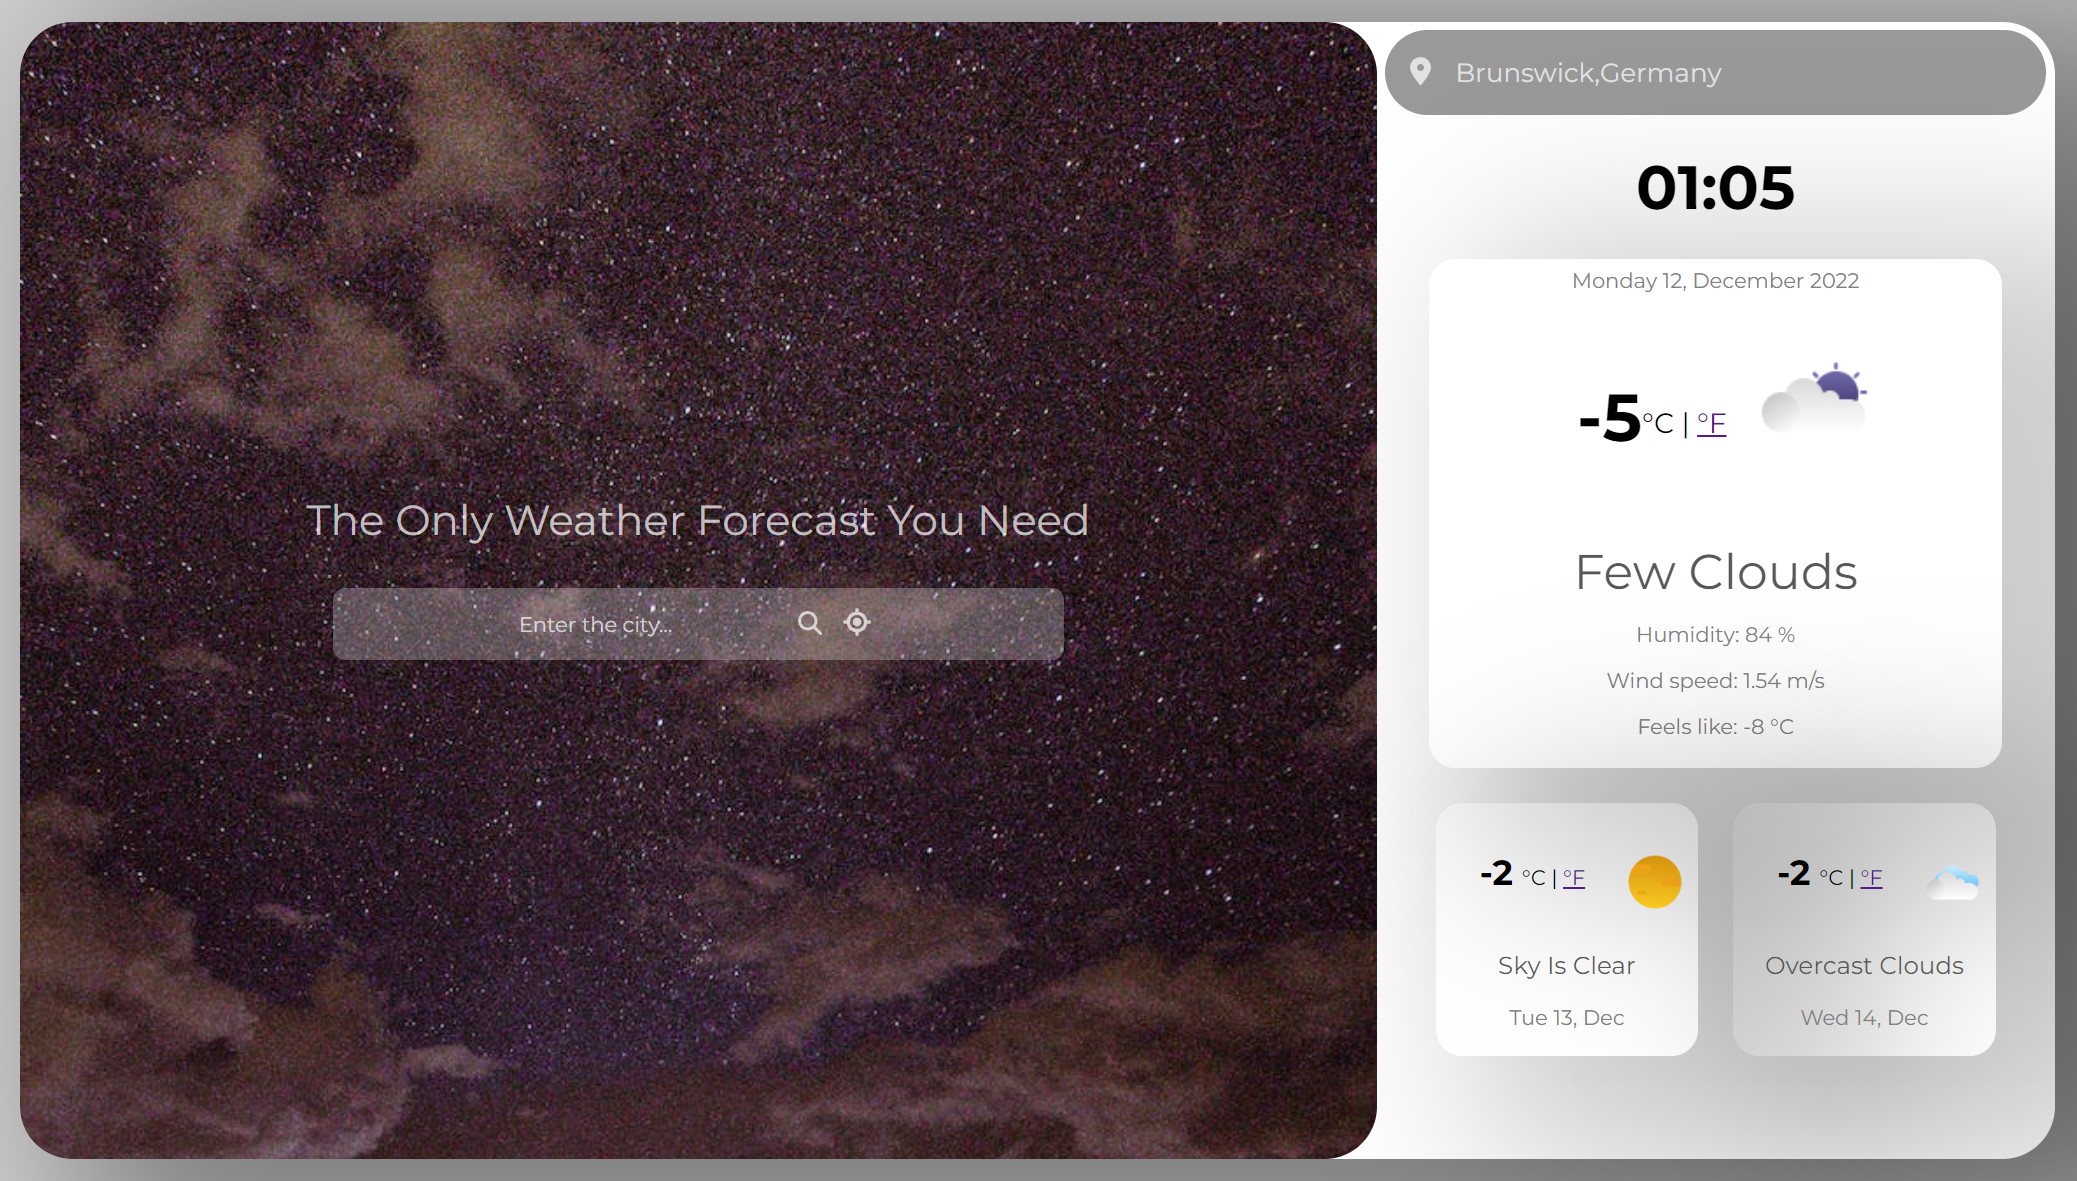 The Only Weather Forecast You Need
Enter the city...
Brunswick,Germany
01:05
Monday 12, December 2022
-5°C | °F
Few Clouds
Humidity: 84 %
Wind speed: 1.54 m/s
Feels like: -8 °C
-2 °C | °F
Sky Is Clear
Tue 13, Dec
-2 °C | °F
Overcast Clouds
Wed 14, Dec